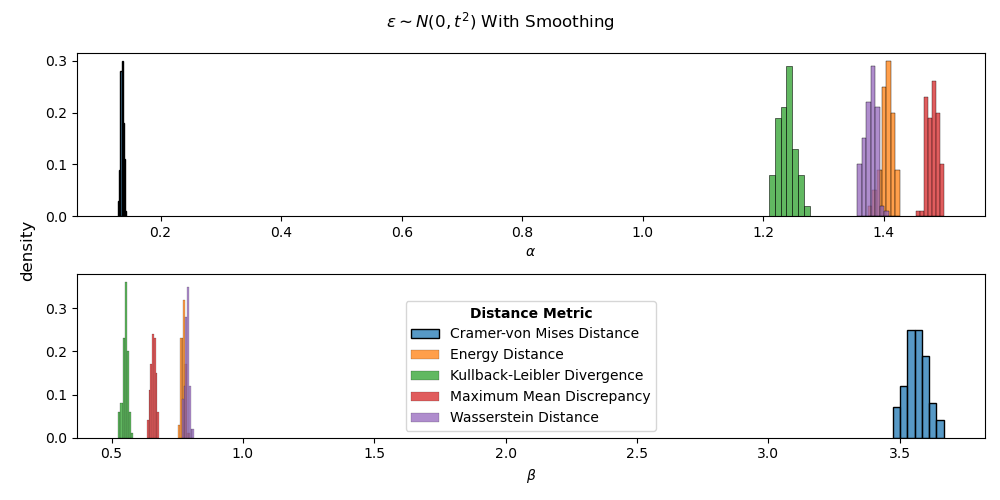 ε ∼ N(0, t²) With Smoothing
0.3
0.2
0.1
0.0
0.2 0.4 0.6 0.8 1.0 1.2 1.4
α
density
0.3
0.2
0.1
0.0
Distance Metric
Cramer-von Mises Distance
Energy Distance
Kullback-Leibler Divergence
Maximum Mean Discrepancy
Wasserstein Distance
0.5 1.0 1.5 2.0 2.5 3.0 3.5
β